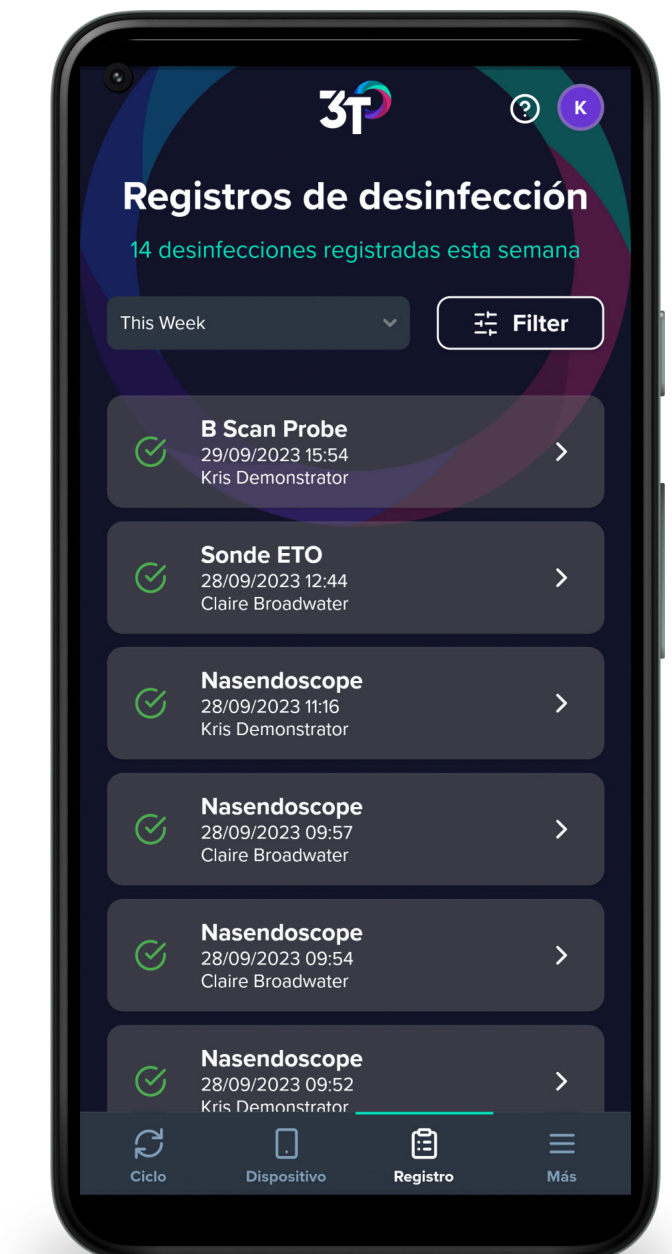 3T
K
Registros de desinfección
14 desinfecciones registradas esta semana
This Week
Filter
B Scan Probe
29/09/2023 15:54
Kris Demonstrator
Sonde ETO
28/09/2023 12:44
Claire Broadwater
Nasendoscope
28/09/2023 11:16
Kris Demonstrator
Nasendoscope
28/09/2023 09:57
Claire Broadwater
Nasendoscope
28/09/2023 09:54
Claire Broadwater
Nasendoscope
28/09/2023 09:52
Kris Demonstrator
Ciclo
Dispositivo
Registro
Más